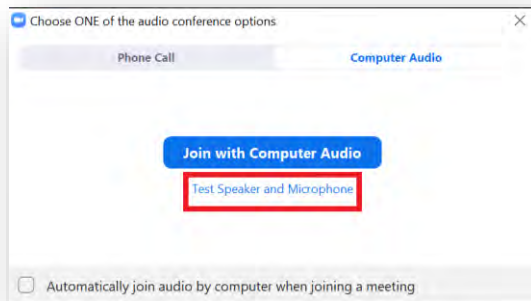 Choose ONE of the audio conference options
Phone Call
Computer Audio
Join with Computer Audio
Test Speaker and Microphone
Automatically join audio by computer when joining a meeting